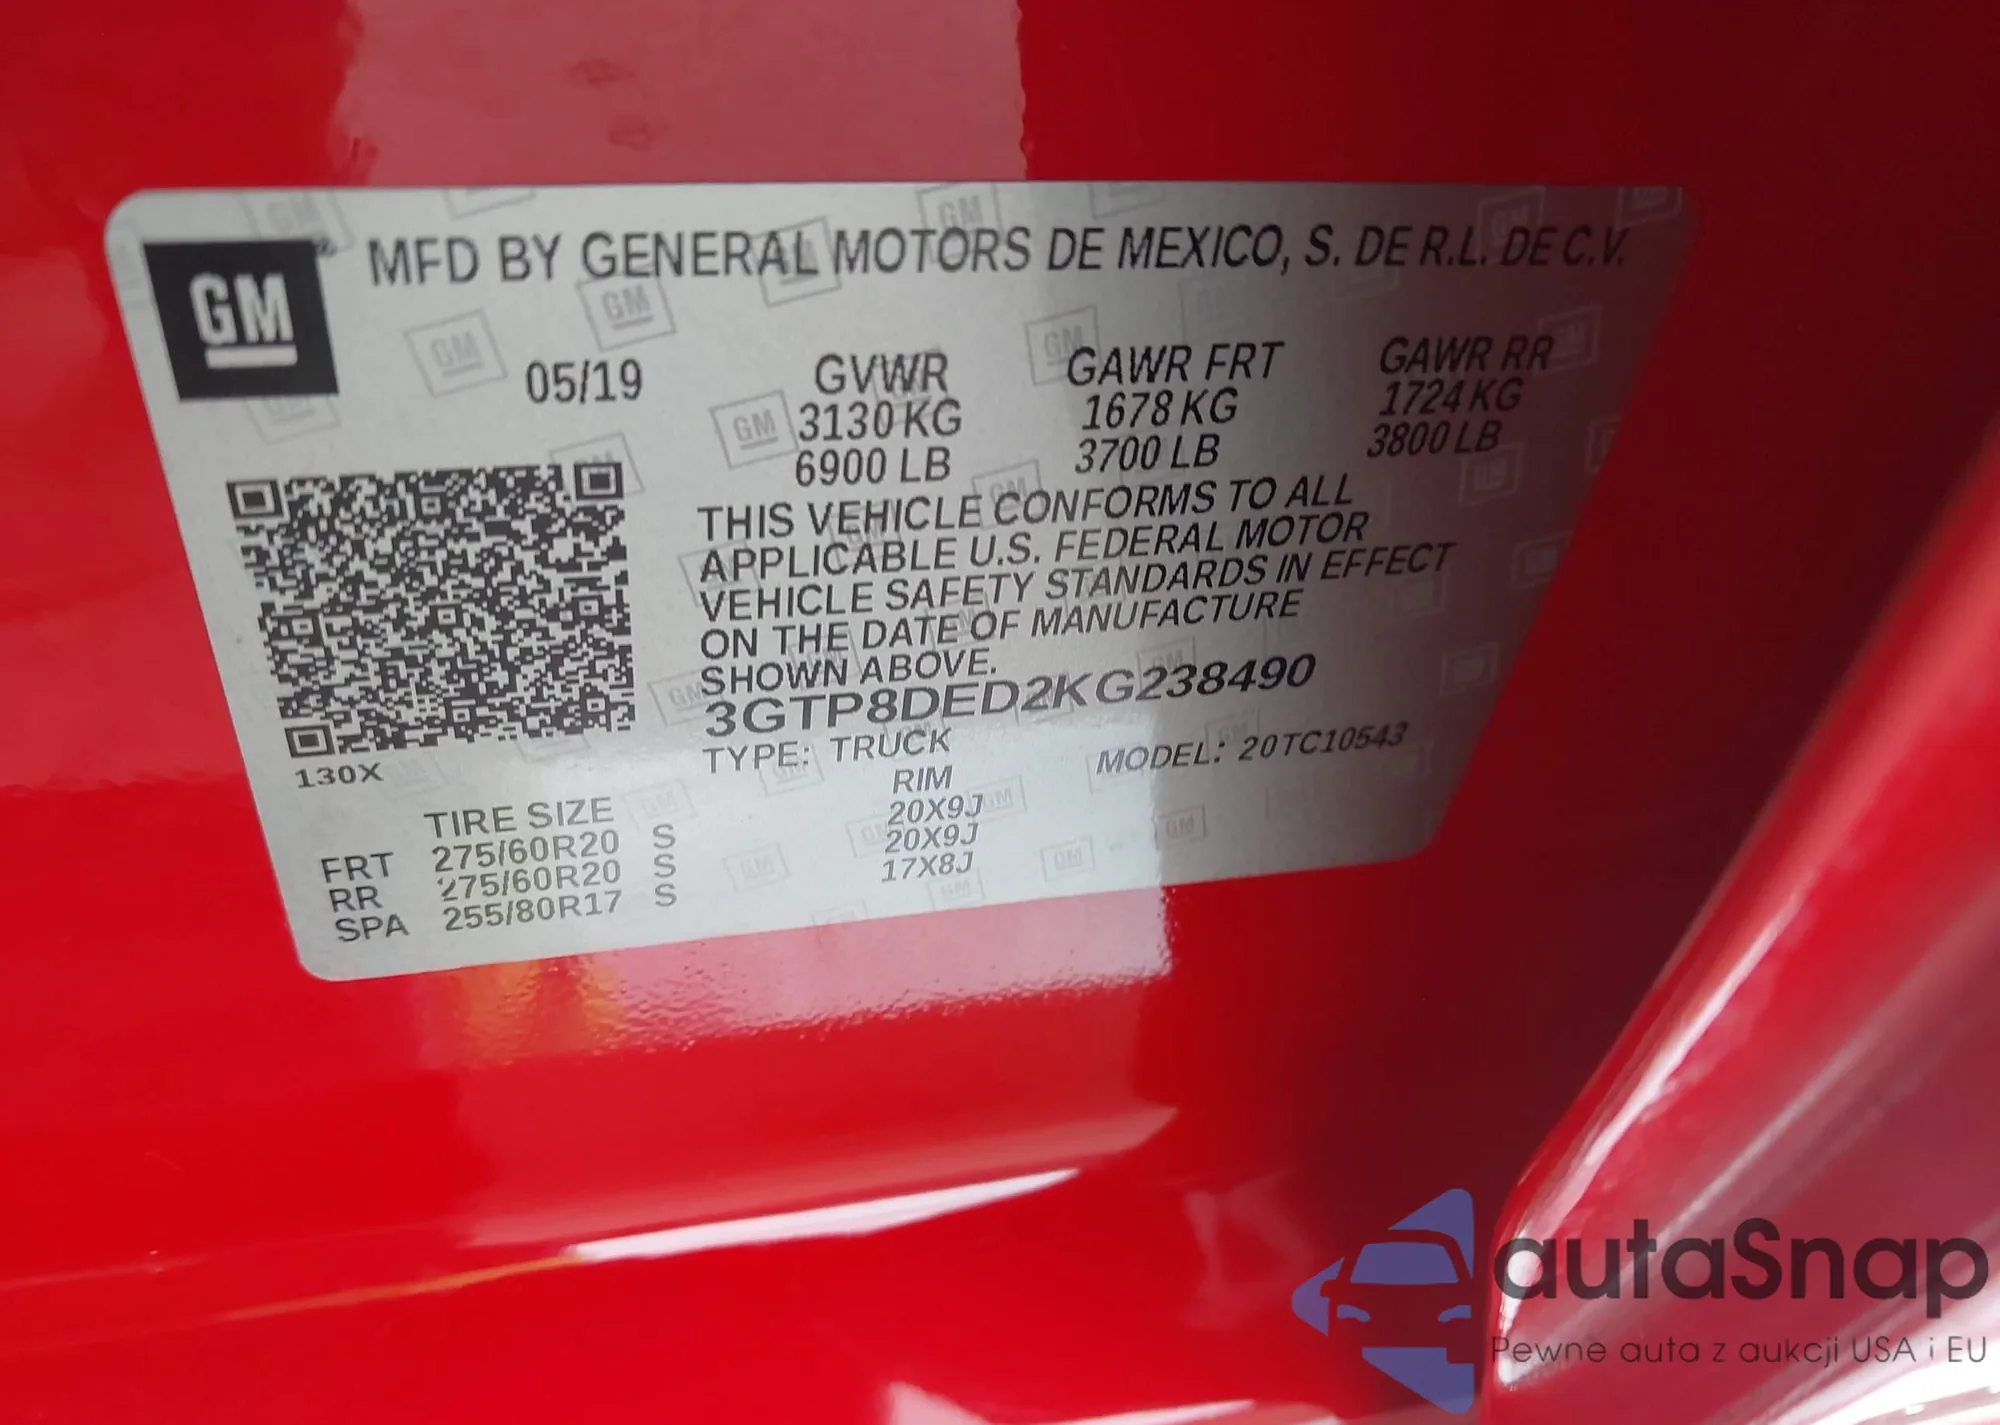 GM
MFD BY GENERAL MOTORS DE MEXICO, S. DE R.L. DE C.V.
05/19 GVWR GAWR FRT GAWR RR
3130 KG 1678 KG 1724 KG
6900 LB 3700 LB 3800 LB
THIS VEHICLE CONFORMS TO ALL
APPLICABLE U.S. FEDERAL MOTOR
VEHICLE SAFETY STANDARDS IN EFFECT
ON THE DATE OF MANUFACTURE
SHOWN ABOVE.
3GTP8DED2KG238490
TYPE: TRUCK MODEL: 20TC10543
130X
TIRE SIZE RIM
FRT 275/60R20 S 20X9J
RR 275/60R20 S 20X9J
SPA 255/80R17 S 17X8J
autaSnap
Pewne auta z aukcji USA i EU